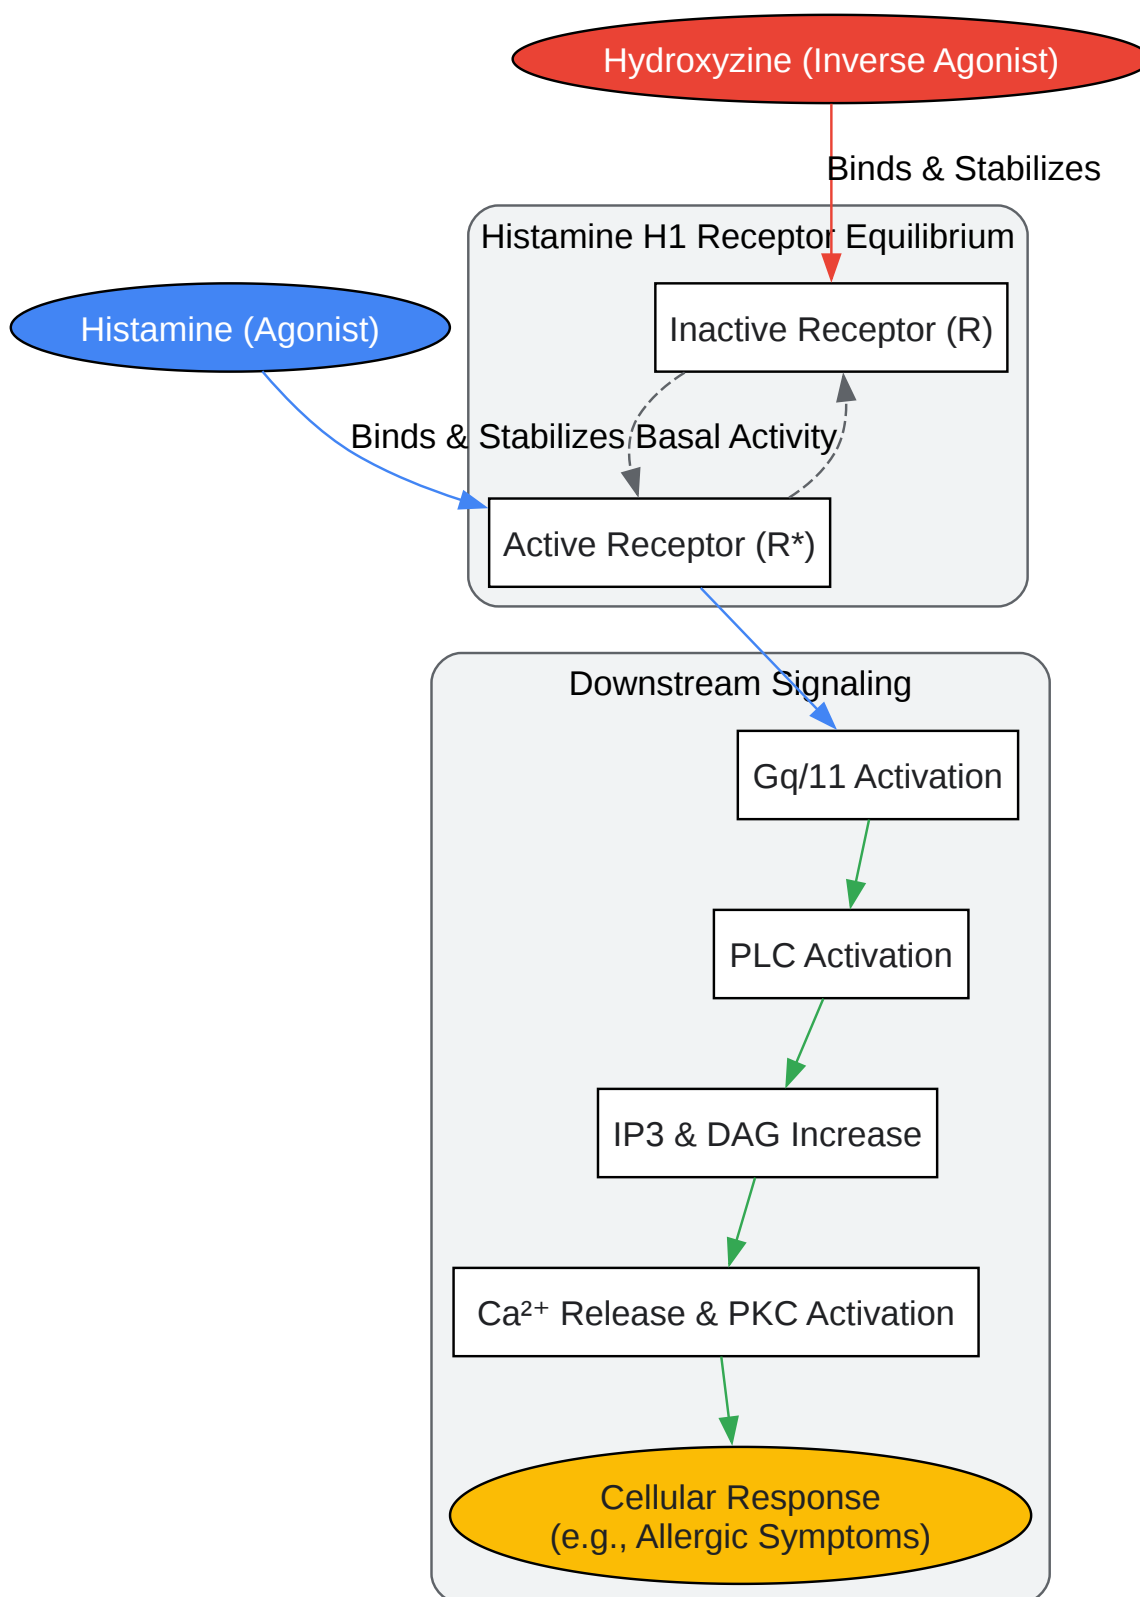 Hydroxyzine (Inverse Agonist)
Binds & Stabilizes
Histamine H1 Receptor Equilibrium
Histamine (Agonist)
Inactive Receptor (R)
Binds & Stabilizes
Basal Activity
Active Receptor (R*)
Downstream Signaling
Gq/11 Activation
PLC Activation
IP3 & DAG Increase
Ca²⁺ Release & PKC Activation
Cellular Response
(e.g., Allergic Symptoms)